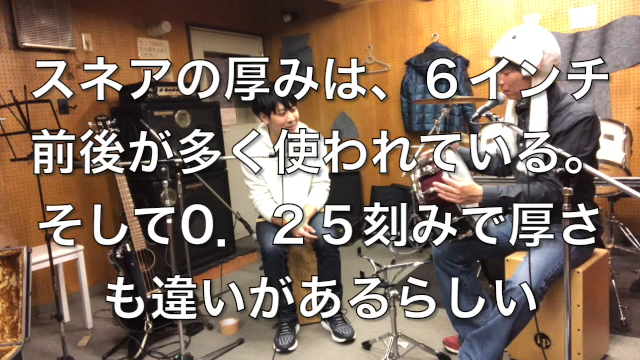 スネアの厚みは、６インチ
前後が多く使われている。
そして0．２５刻みで厚さ
も違いがあるらしい